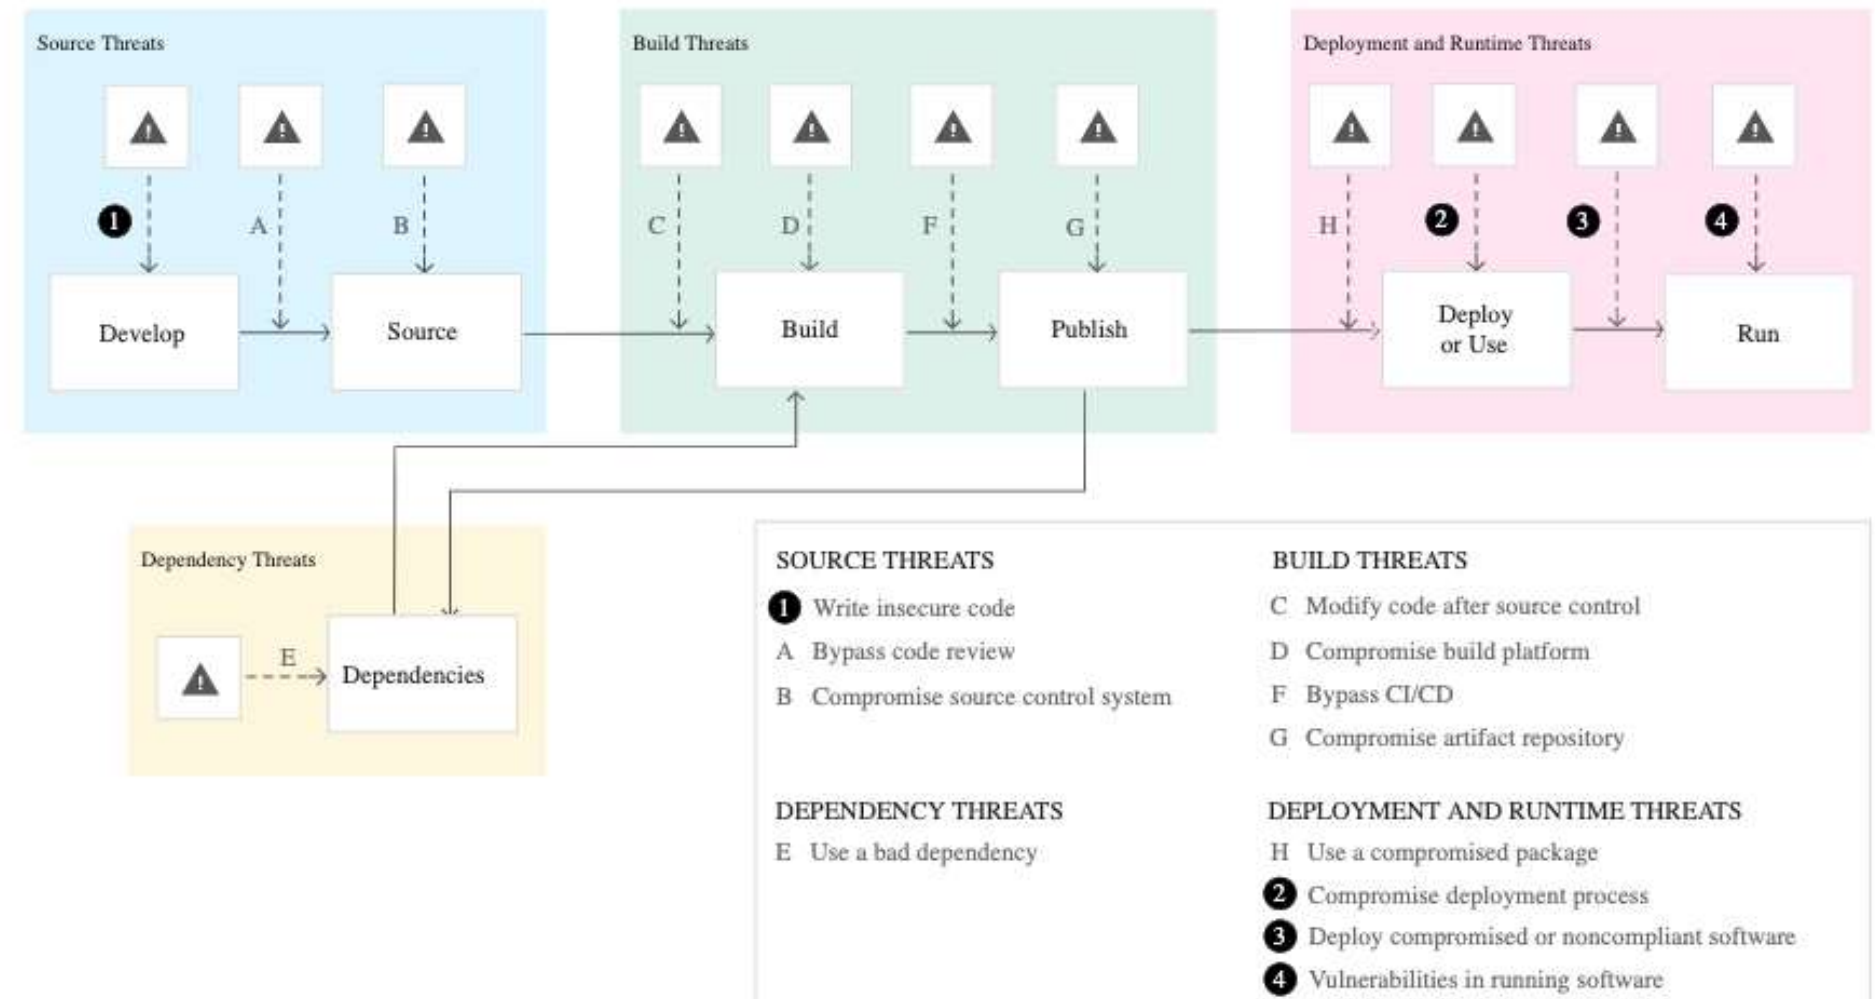 Source Threats
Build Threats
Deployment and Runtime Threats
1
A
B
C
D
F
G
H
2
3
4
Develop
Source
Build
Publish
Deploy
or Use
Run
Dependency Threats
E
Dependencies
SOURCE THREATS
1 Write insecure code
A Bypass code review
B Compromise source control system
BUILD THREATS
C Modify code after source control
D Compromise build platform
F Bypass CI/CD
G Compromise artifact repository
DEPENDENCY THREATS
E Use a bad dependency
DEPLOYMENT AND RUNTIME THREATS
H Use a compromised package
2 Compromise deployment process
3 Deploy compromised or noncompliant software
4 Vulnerabilities in running software